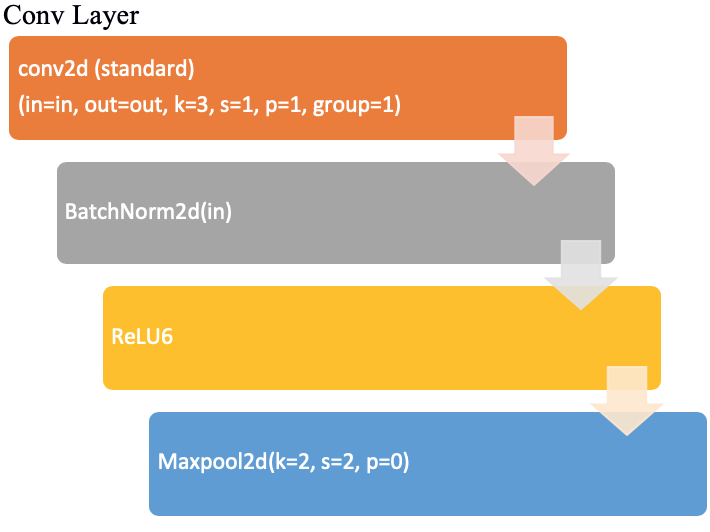 Conv Layer
conv2d (standard)
(in=in, out=out, k=3, s=1, p=1, group=1)
BatchNorm2d(in)
ReLU6
Maxpool2d(k=2, s=2, p=0)